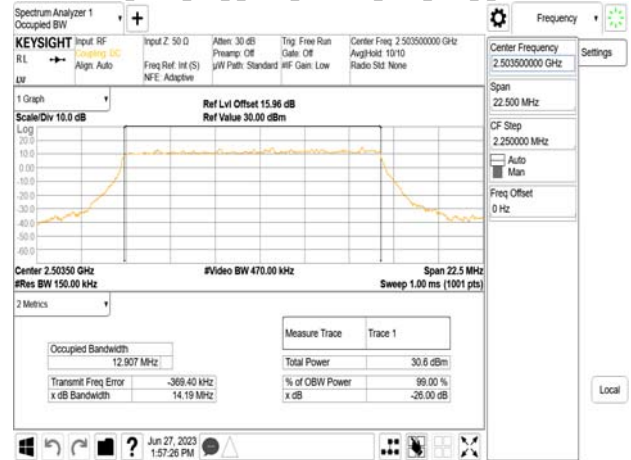 Spectrum Analyzer 1
Occupied BW
Frequency
KEYSIGHT
RL
Input: RF
Coupling: DC
Align: Auto
Input Z: 50 Ω
Freq Ref: Int (S)
NFE: Adaptive
Atten: 30 dB
Preamp: Off
µW Path: Standard
Trig: Free Run
Gate: Off
#IF Gain: Low
Center Freq: 2.503500000 GHz
Avg|Hold: 10/10
Radio Std: None
Center Frequency
2.503500000 GHz
Settings
Span
22.500 MHz
CF Step
2.250000 MHz
Auto
Man
Freq Offset
0 Hz
Local
1 Graph
Scale/Div 10.0 dB
Ref Lvl Offset 15.96 dB
Ref Value 30.00 dBm
Log
20.0
10.0
0.00
-10.0
-20.0
-30.0
-40.0
-50.0
-60.0
Center 2.50350 GHz
#Res BW 150.00 kHz
#Video BW 470.00 kHz
Span 22.5 MHz
Sweep 1.00 ms (1001 pts)
2 Metrics
Measure Trace Trace 1
Occupied Bandwidth
12.907 MHz
Total Power 30.6 dBm
Transmit Freq Error -369.40 kHz
% of OBW Power 99.00 %
x dB Bandwidth 14.19 MHz
x dB -26.00 dB
?
Jun 27, 2023
1:57:26 PM